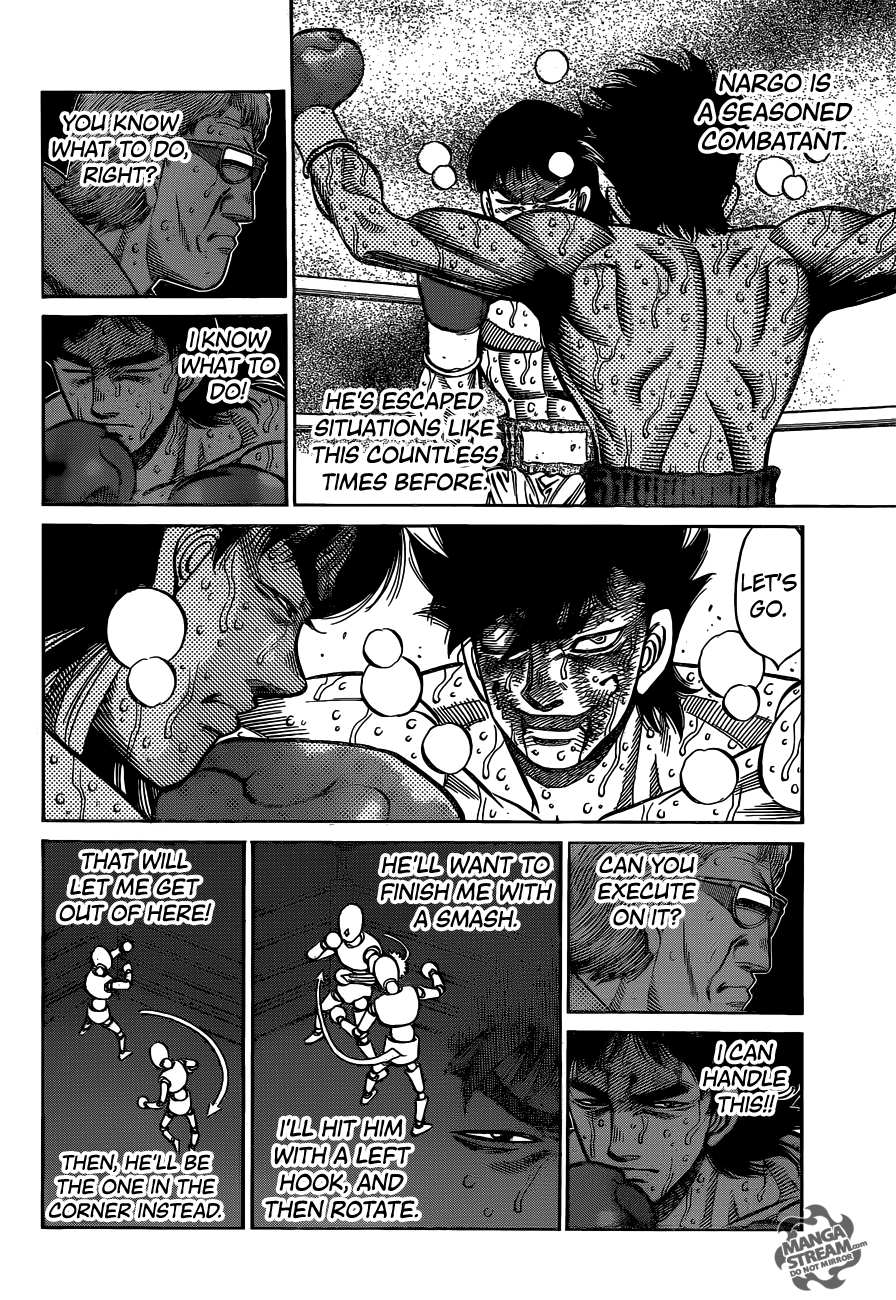 NARGO IS
A SEASONED
COMBATANT.
HE'S ESCAPED
SITUATIONS LIKE
THIS COUNTLESS
TIMES BEFORE.
YOU KNOW
WHAT TO DO,
RIGHT?
I KNOW
WHAT TO
DO!
LET'S
GO.
CAN YOU
EXECUTE
ON IT?
I CAN
HANDLE
THIS!!
HE'LL WANT TO
FINISH ME WITH
A SMASH.
I'LL HIT HIM
WITH A LEFT
HOOK, AND
THEN ROTATE.
THAT WILL
LET ME GET
OUT OF HERE!
THEN, HE'LL BE
THE ONE IN THE
CORNER INSTEAD.
MANGA
STREAM.com
DO NOT MIRROR